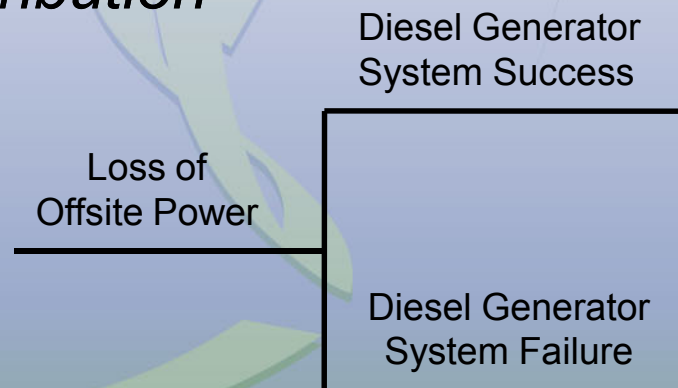 Diesel Generator
System Success
Loss of
Offsite Power
Diesel Generator
System Failure